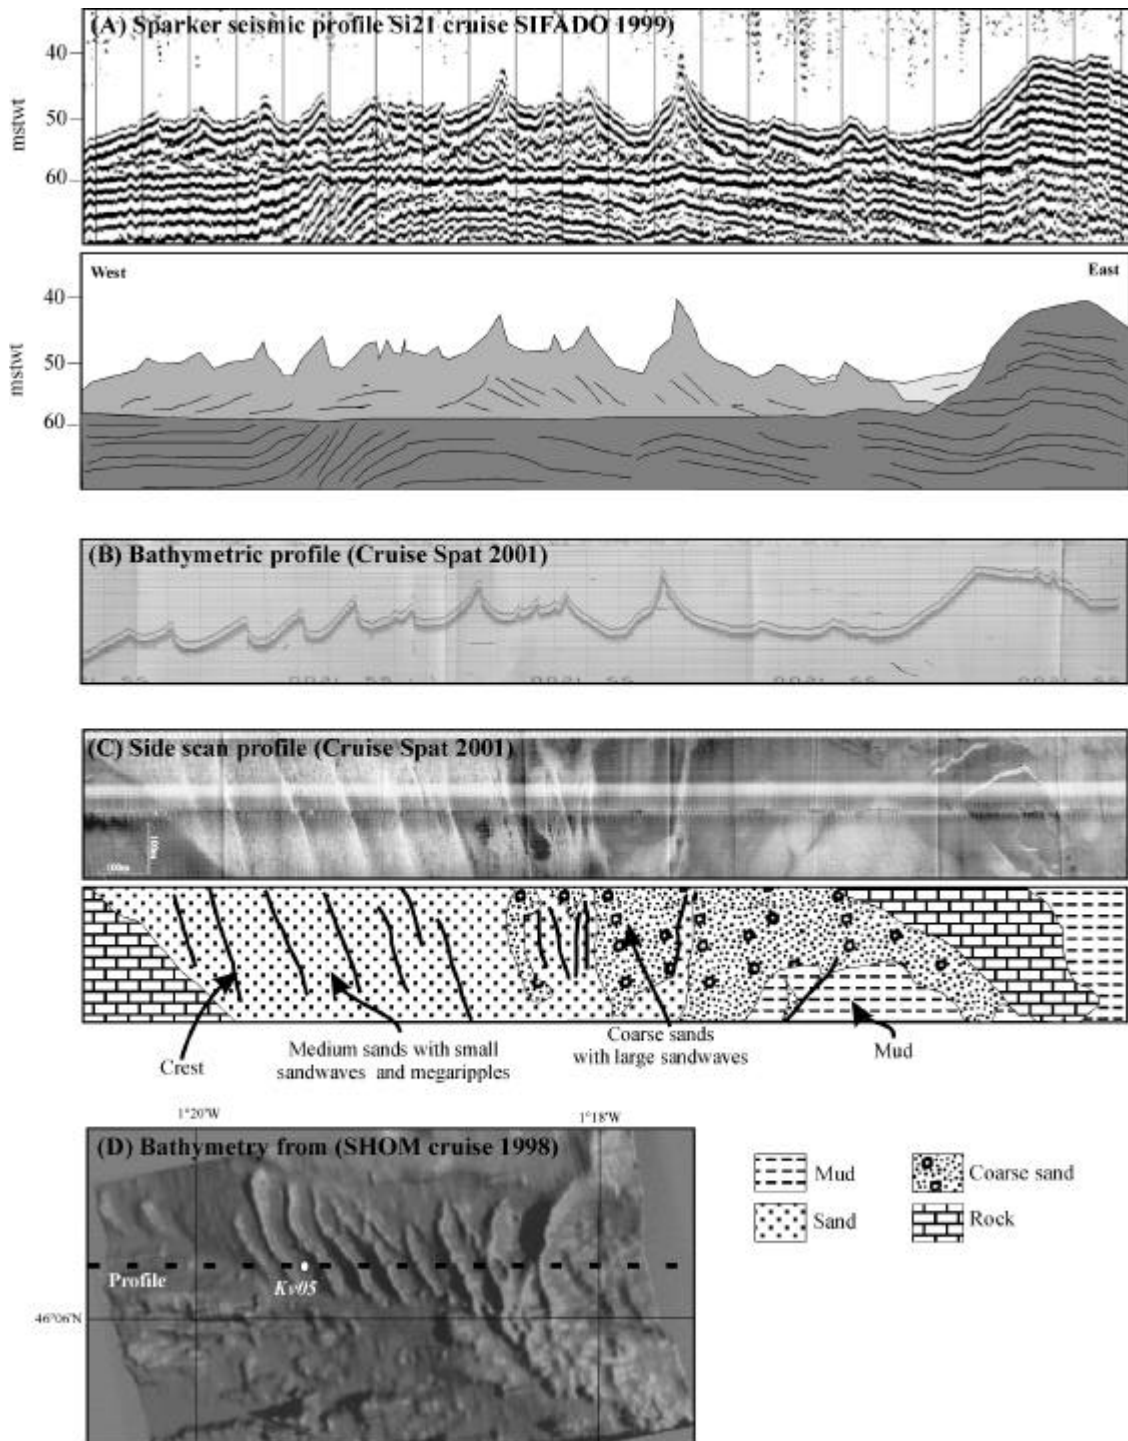 (A) Sparker seismic profile Si21 cruise SIFADO 1999)
40
50
60
mstwt
West
East
40
50
60
mstwt
(B) Bathymetric profile (Cruise Spat 2001)
(C) Side scan profile (Cruise Spat 2001)
100m
100m
Crest
Medium sands with small
sandwaves and megaripples
Coarse sands
with large sandwaves
Mud
1°20'W
1°18'W
(D) Bathymetry from (SHOM cruise 1998)
Profile
Kv05
46°06'N
Mud
Coarse sand
Sand
Rock